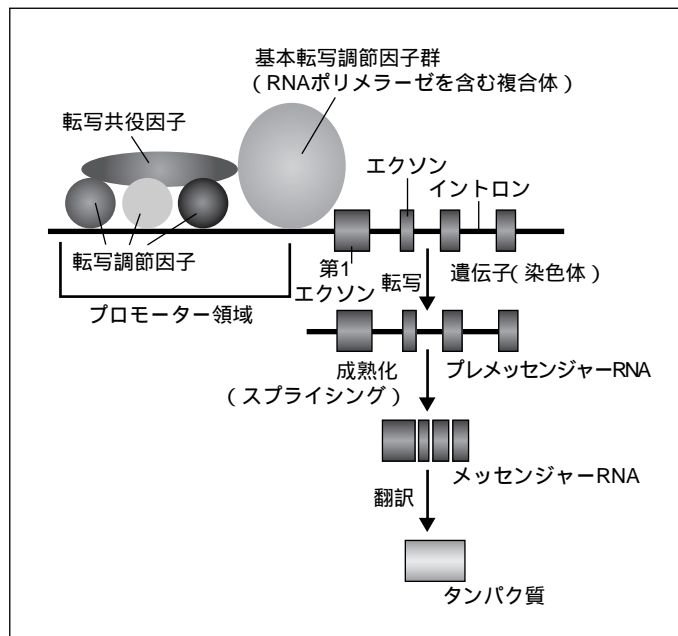 基本転写調節因子群
（RNAポリメラーゼを含む複合体）
転写共役因子
エクソン
イントロン
転写調節因子
第1
エクソン
転写
遺伝子（染色体）
プロモーター領域
成熟化
（スプライシング）
プレメッセンジャーRNA
メッセンジャーRNA
翻訳
タンパク質